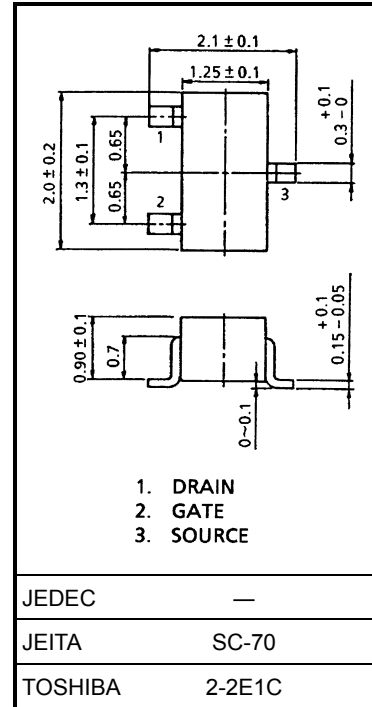 2.1 ± 0.1
1.25 ± 0.1
2.0 ± 0.2
1.3 ± 0.1
0.65
0.65
1
2
3
+0.1
0.3 – 0
0.90 ± 0.1
0.7
0~0.1
+0.1
0.15 – 0.05
1. DRAIN
2. GATE
3. SOURCE
JEDEC —
JEITA SC-70
TOSHIBA 2-2E1C